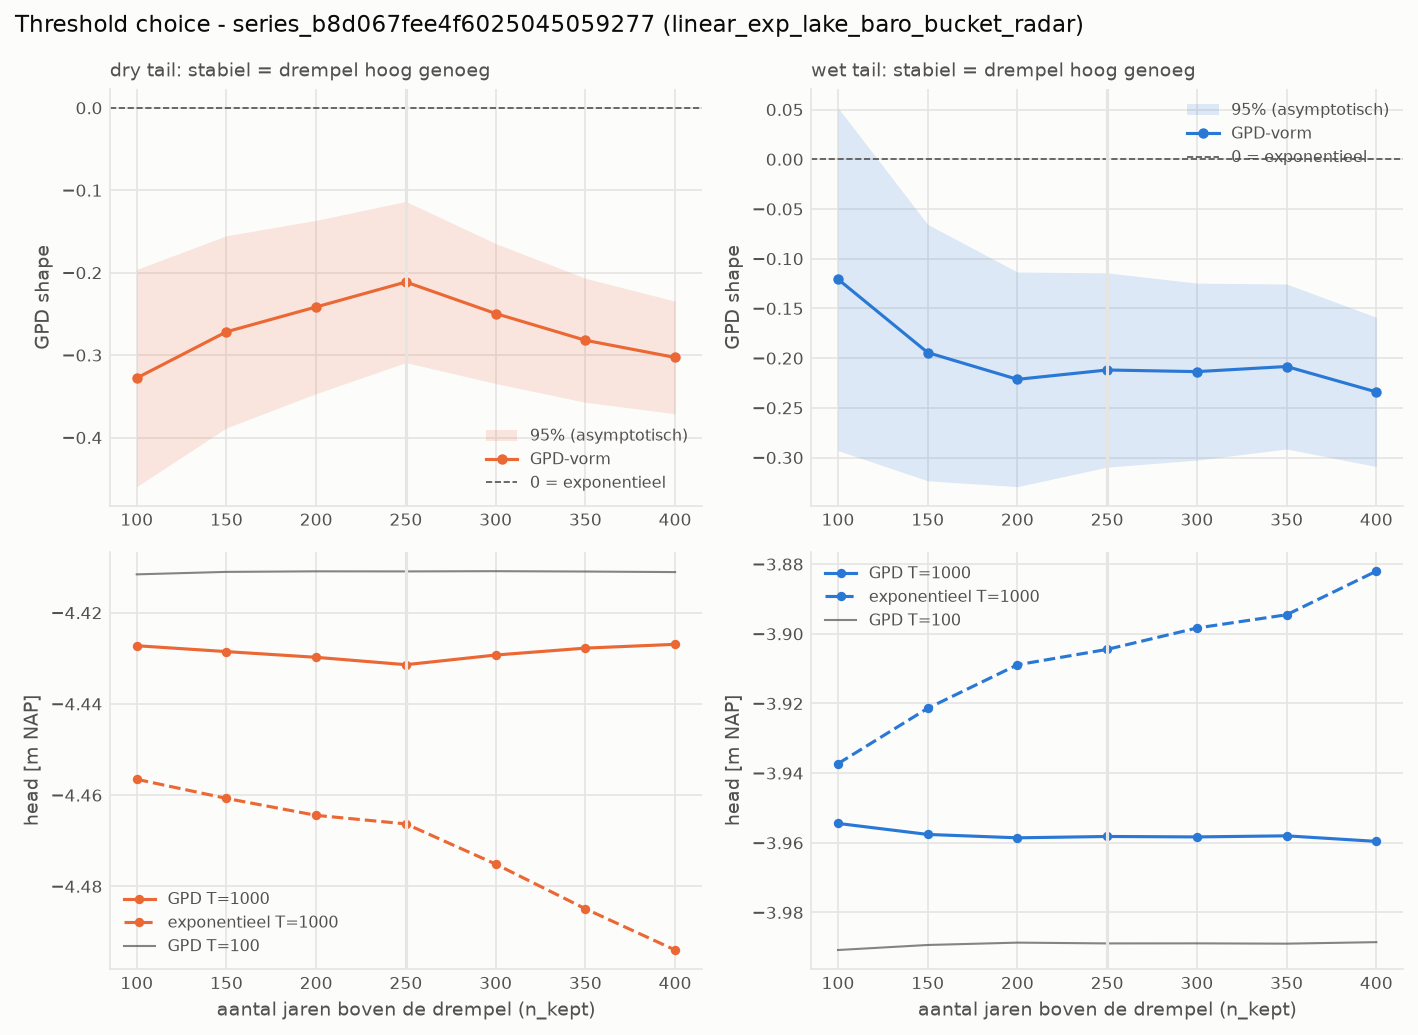 Threshold choice - series_b8d067fee4f6025045059277 (linear_exp_lake_baro_bucket_radar)
dry tail: stabiel = drempel hoog genoeg
GPD shape
0.0
−0.1
−0.2
−0.3
−0.4
95% (asymptotisch)
GPD-vorm
0 = exponentieel
100 150 200 250 300 350 400
wet tail: stabiel = drempel hoog genoeg
GPD shape
0.05
0.00
−0.05
−0.10
−0.15
−0.20
−0.25
−0.30
95% (asymptotisch)
GPD-vorm
0 = exponentieel
100 150 200 250 300 350 400
head [m NAP]
−4.42
−4.44
−4.46
−4.48
GPD T=1000
exponentieel T=1000
GPD T=100
100 150 200 250 300 350 400
aantal jaren boven de drempel (n_kept)
head [m NAP]
−3.88
−3.90
−3.92
−3.94
−3.96
−3.98
GPD T=1000
exponentieel T=1000
GPD T=100
100 150 200 250 300 350 400
aantal jaren boven de drempel (n_kept)